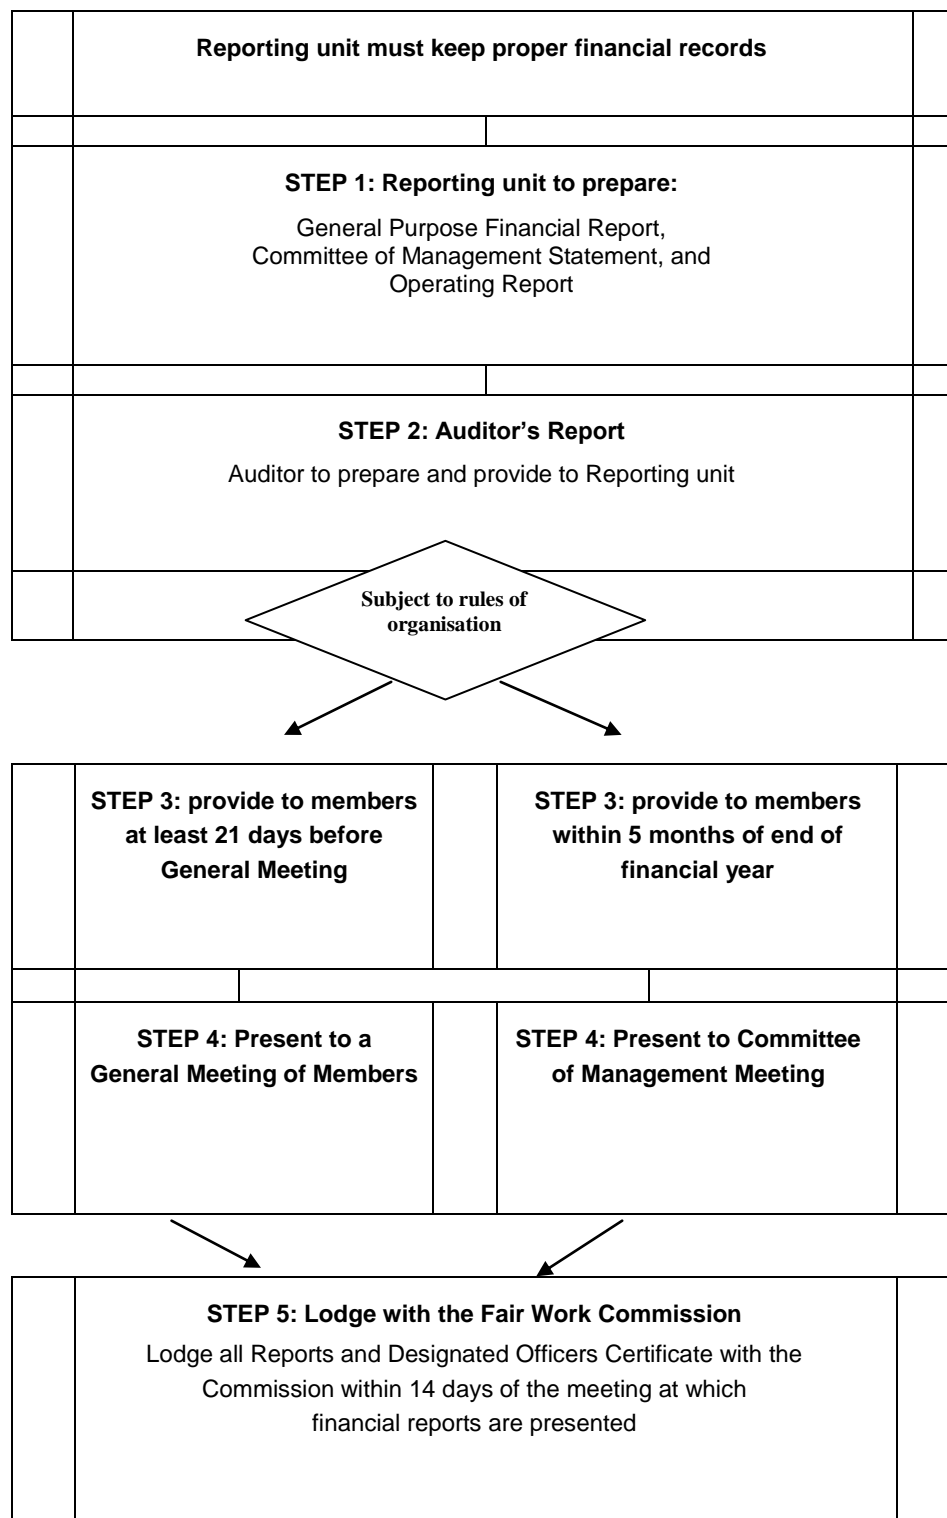 Reporting unit must keep proper financial records
STEP 1: Reporting unit to prepare:
General Purpose Financial Report,
Committee of Management Statement, and
Operating Report
STEP 2: Auditor’s Report
Auditor to prepare and provide to Reporting unit
Subject to rules of
organisation
STEP 3: provide to members
at least 21 days before
General Meeting
STEP 3: provide to members
within 5 months of end of
financial year
STEP 4: Present to a
General Meeting of Members
STEP 4: Present to Committee
of Management Meeting
STEP 5: Lodge with the Fair Work Commission
Lodge all Reports and Designated Officers Certificate with the
Commission within 14 days of the meeting at which
financial reports are presented